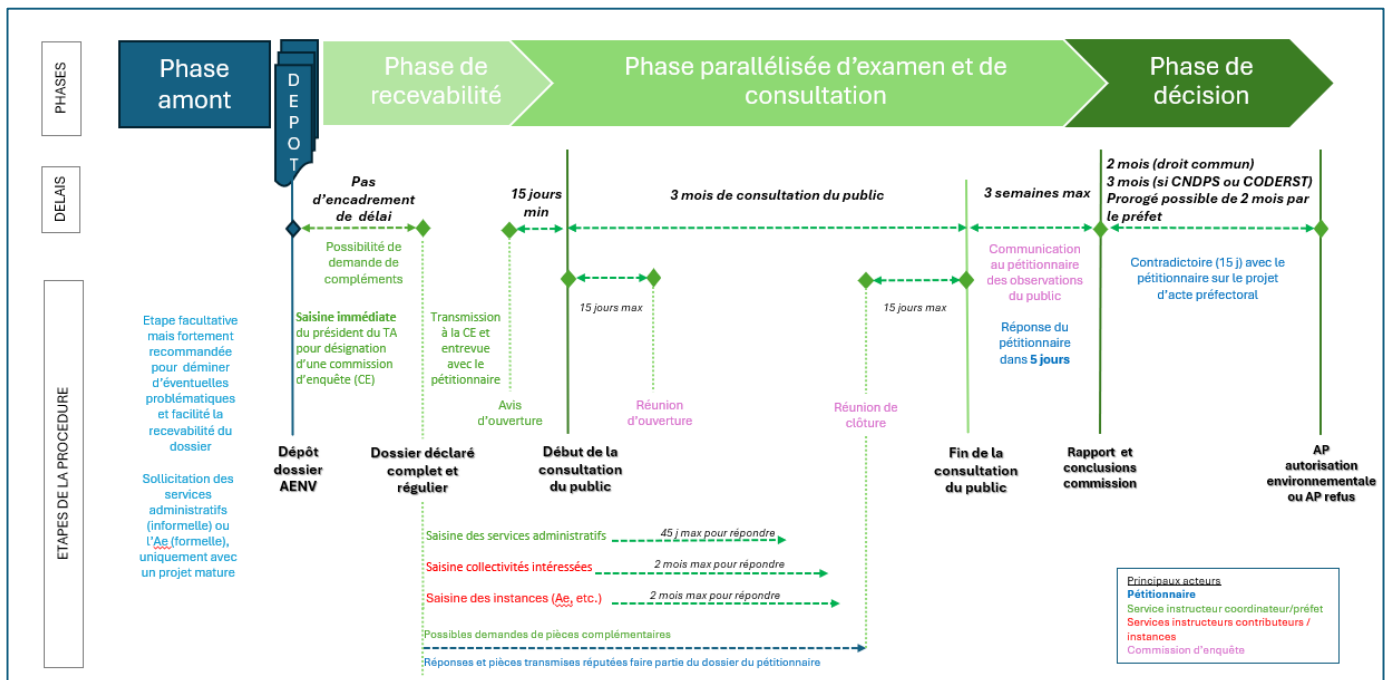 PHASES
Phase
amont
D
E
P
O
T
Phase de
recevabilité
Phase parallélisée d'examen et de
consultation
Phase de
décision
DELAIS
Pas
d'encadrement
de délai
15 jours
min
3 mois de consultation du public
3 semaines max
2 mois (droit commun)
3 mois (si CNDPS ou CODERST)
Prorogé possible de 2 mois par
le préfet
ETAPES DE LA PROCEDURE
Possibilité de
demande de
compléments
15 jours max
15 jours max
Communication
au pétitionnaire
des observations
du public
Contradictoire (15 j) avec le
pétitionnaire sur le projet
d'acte préfectoral
Etape facultative
mais fortement
recommandée
pour déminer
d'éventuelles
problématiques
et facilité la
recevabilité du
dossier
Saisine immédiate
du président du TA
pour désignation
d'une commission
d'enquête (CE)
Transmission
à la CE et
entrevue
avec le
pétitionnaire
Réponse du
pétitionnaire
dans 5 jours
Avis
d'ouverture
Réunion
d'ouverture
Réunion de
clôture
Dépôt
dossier
AENV
Dossier déclaré
complet et
régulier
Début de la
consultation
du public
Fin de la
consultation
du public
Rapport et
conclusions
commission
AP
autorisation
environnementale
ou AP refus
Sollicitation des
services
administratifs
(informelle) ou
l'Ae (formelle),
uniquement avec
un projet mature
Saisine des services administratifs
45 j max pour répondre
Saisine collectivités intéressées
2 mois max pour répondre
Saisine des instances (Ae, etc.)
2 mois max pour répondre
Possibles demandes de pièces complémentaires
Réponses et pièces transmises réputées faire partie du dossier du pétitionnaire
Principaux acteurs
Pétitionnaire
Service instructeur coordinateur/préfet
Services instructeurs contributeurs /
instances
Commission d'enquête